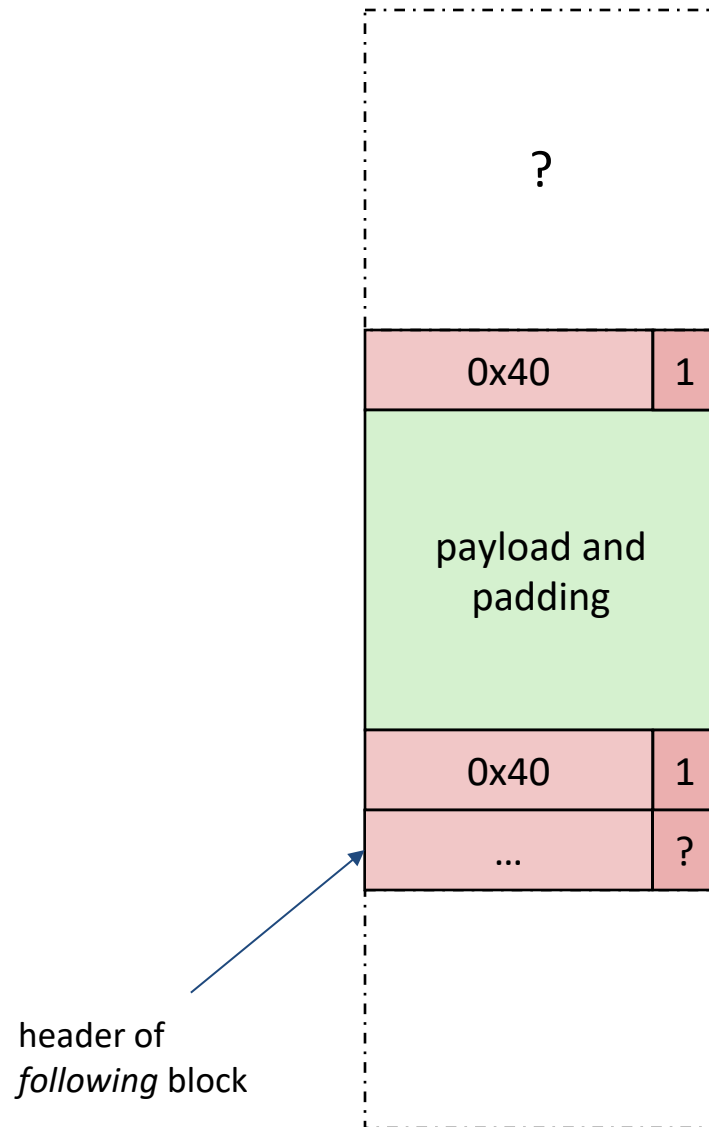 ?
0x40 1
payload and
padding
0x40 1
... ?
header of
following block